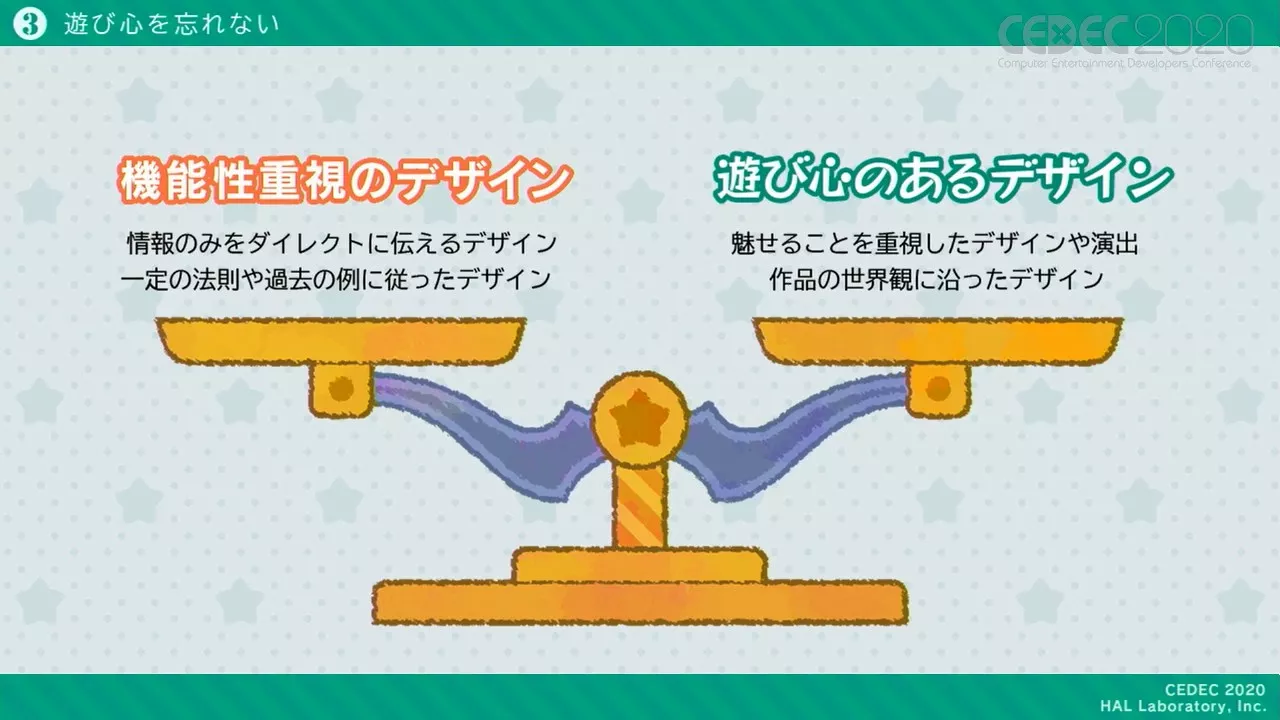 3 遊び心を忘れない
CEDEC 2020
Computer Entertainment Developers Conference
機能性重視のデザイン
情報のみをダイレクトに伝えるデザイン
一定の法則や過去の例に従ったデザイン
遊び心のあるデザイン
魅せることを重視したデザインや演出
作品の世界観に沿ったデザイン
CEDEC 2020
HAL Laboratory, Inc.